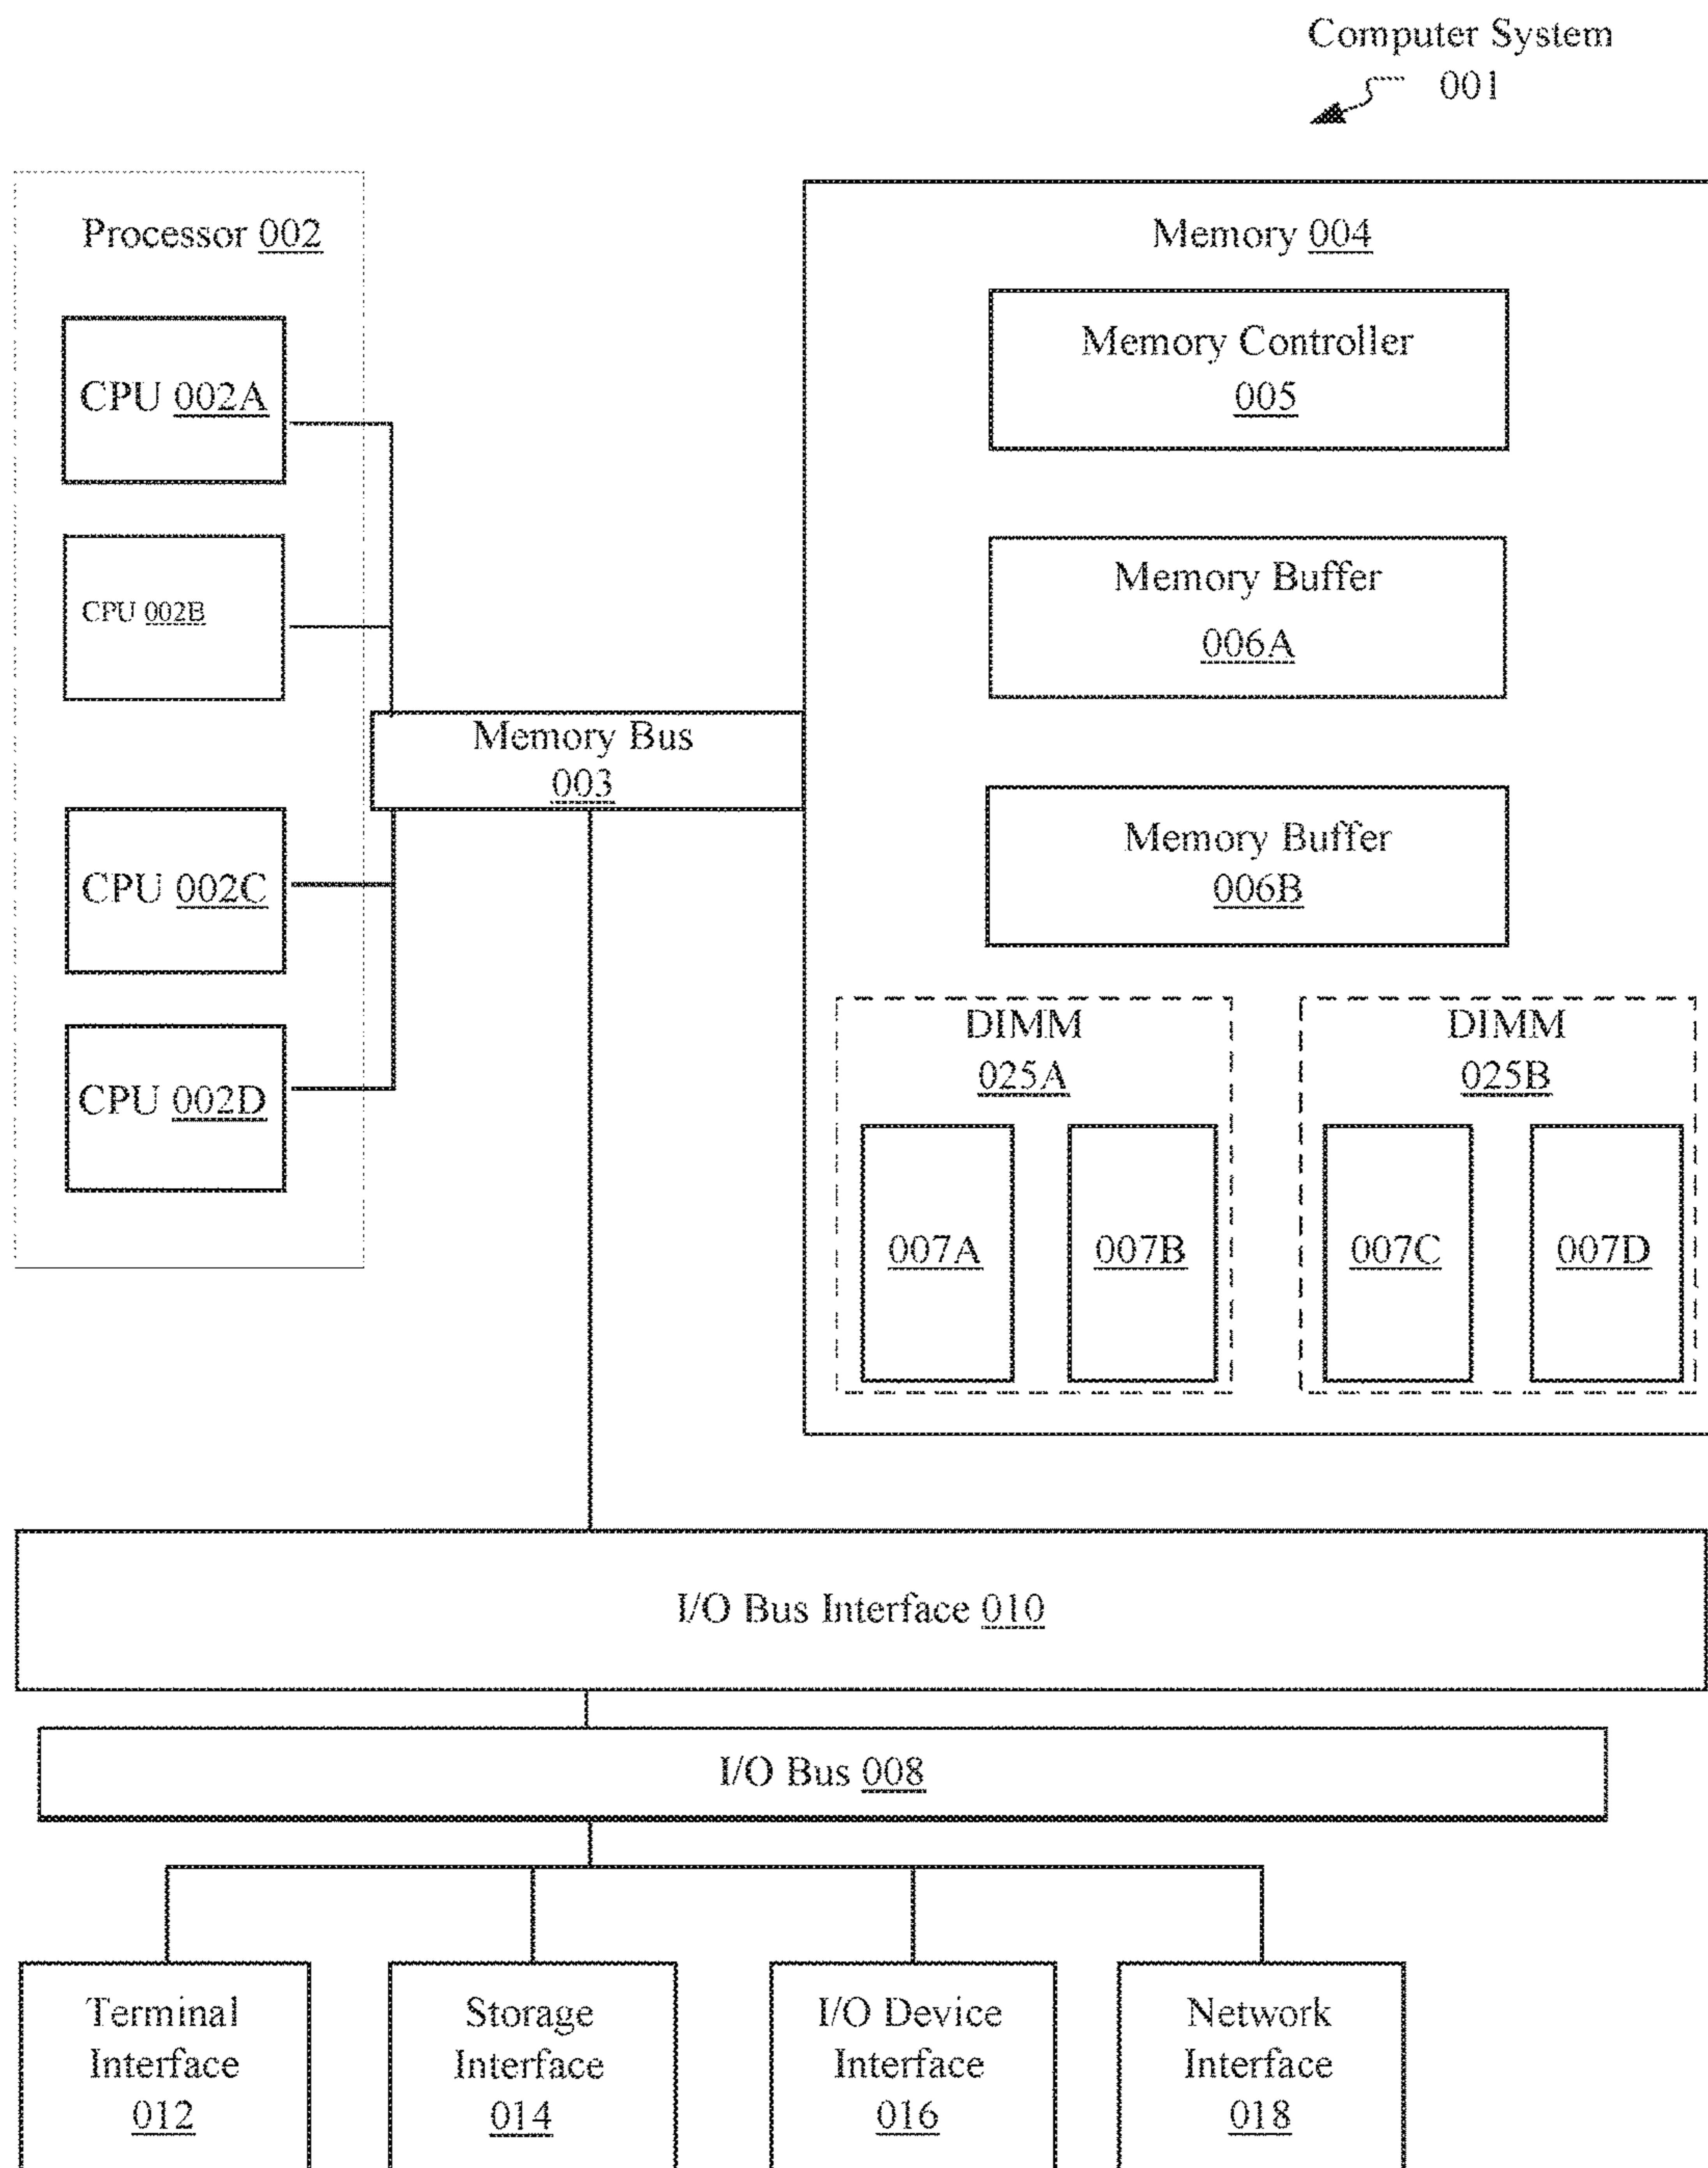 Computer System
001
Processor 002
CPU 002A
CPU 002B
CPU 002C
CPU 002D
Memory Bus
003
Memory 004
Memory Controller
005
Memory Buffer
006A
Memory Buffer
006B
DIMM
025A
007A
007B
DIMM
025B
007C
007D
I/O Bus Interface 010
I/O Bus 008
Terminal
Interface
012
Storage
Interface
014
I/O Device
Interface
016
Network
Interface
018